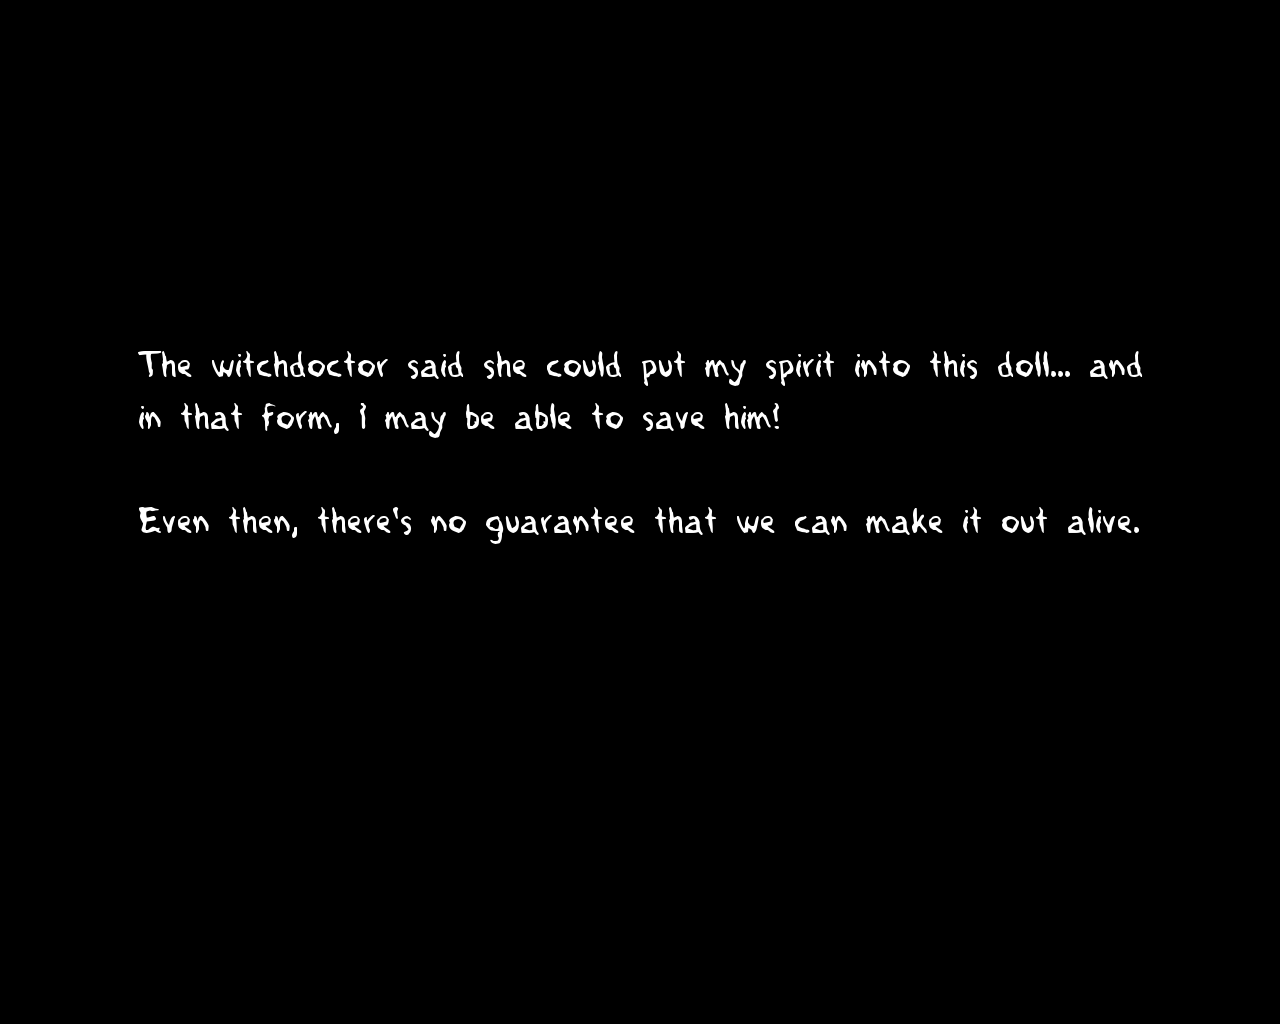 The witchdoctor said she could put my spirit into this doll... and
in that form, I may be able to save him!
Even then, there's no guarantee that we can make it out alive.